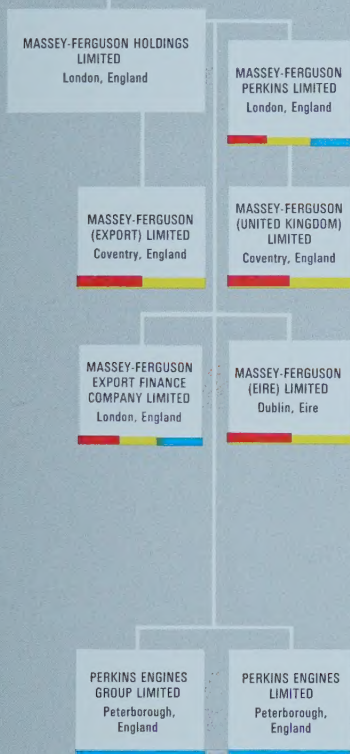 MASSEY-FERGUSON HOLDINGS
LIMITED
London, England
MASSEY-FERGUSON
PERKINS LIMITED
London, England
MASSEY-FERGUSON
(EXPORT) LIMITED
Coventry, England
MASSEY-FERGUSON
(UNITED KINGDOM)
LIMITED
Coventry, England
MASSEY-FERGUSON
EXPORT FINANCE
COMPANY LIMITED
London, England
MASSEY-FERGUSON
(EIRE) LIMITED
Dublin, Eire
PERKINS ENGINES
GROUP LIMITED
Peterborough,
England
PERKINS ENGINES
LIMITED
Peterborough,
England